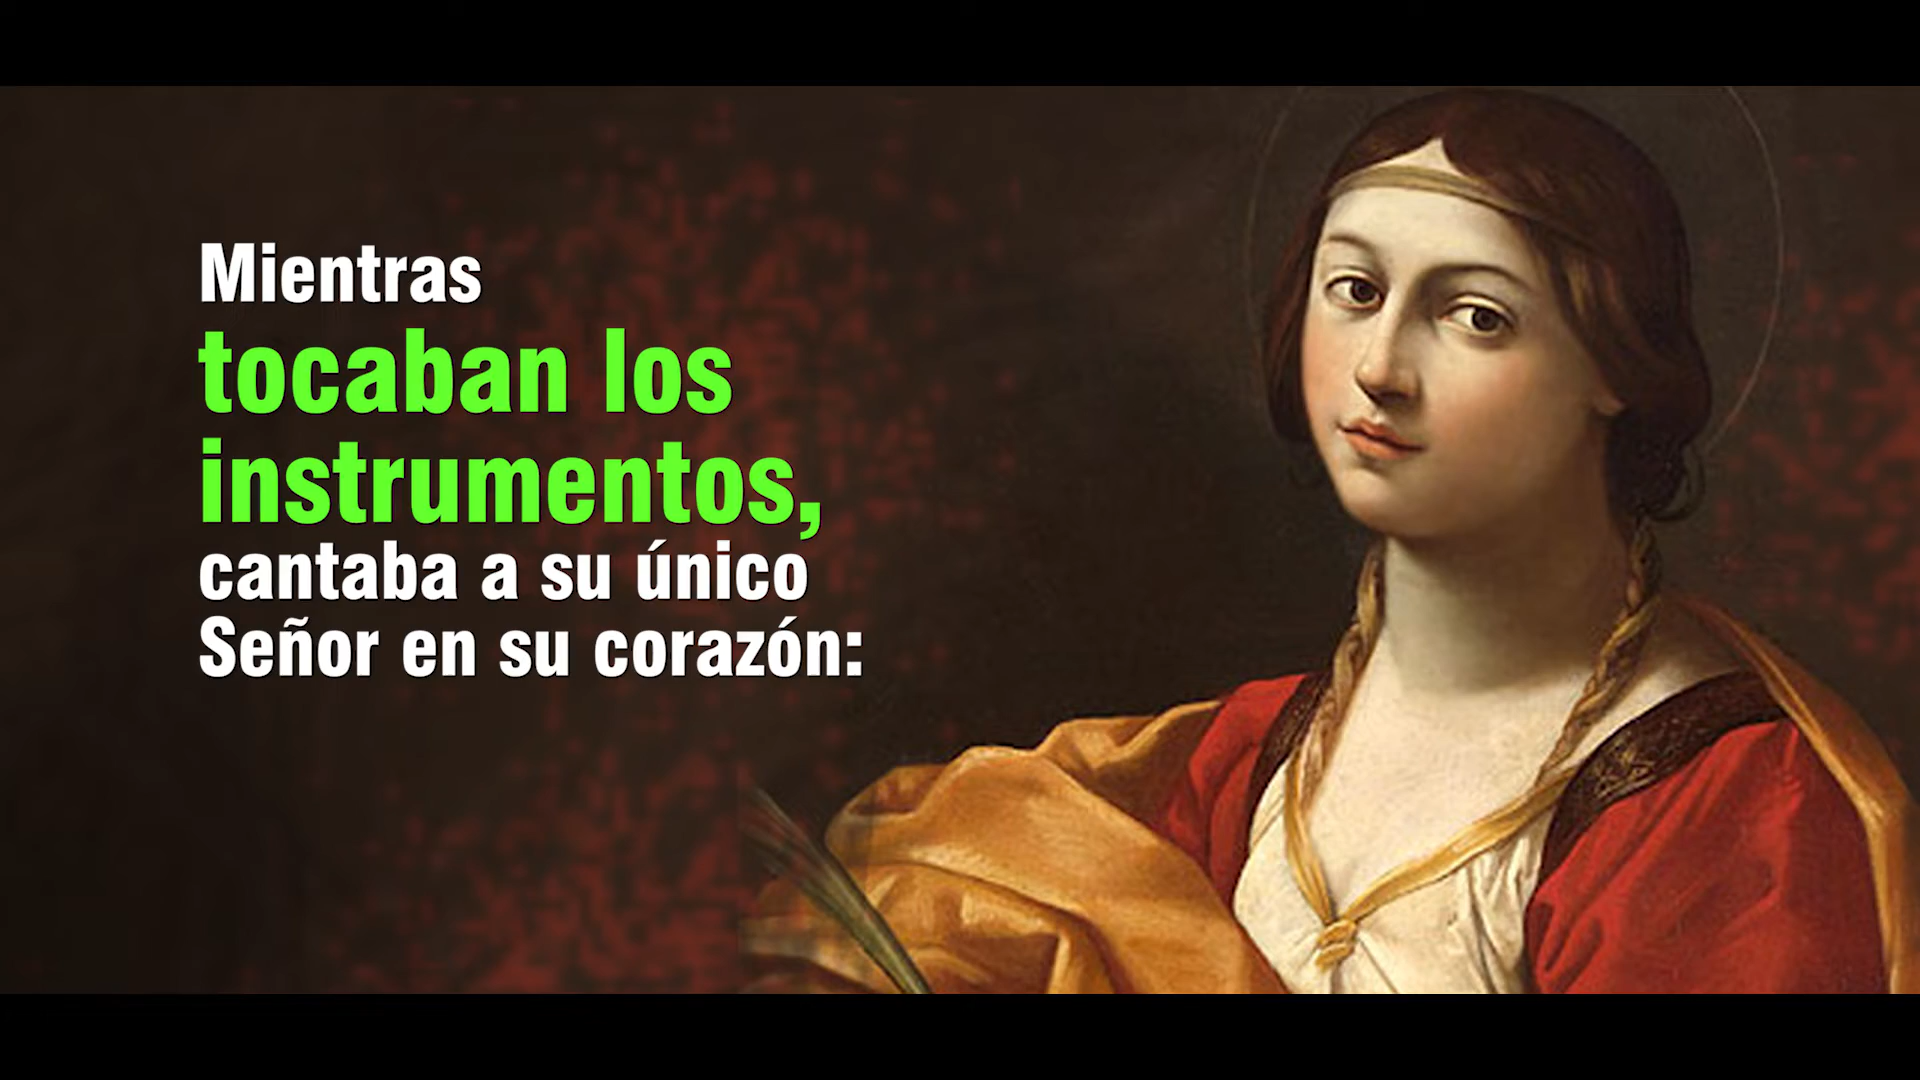 Mientras
tocaban los
instrumentos,
cantaba a su único
Señor en su corazón: